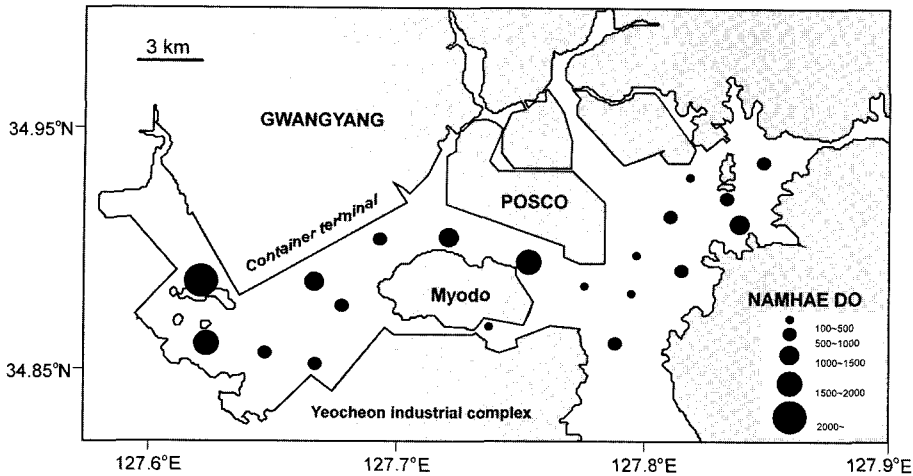 3 km
GWANGYANG
34.95°N
Container terminal
POSCO
Myodo
NAMHAE DO
100~500
500~1000
1000~1500
1500~2000
2000~
34.85°N
Yeocheon industrial complex
127.6°E
127.7°E
127.8°E
127.9°E